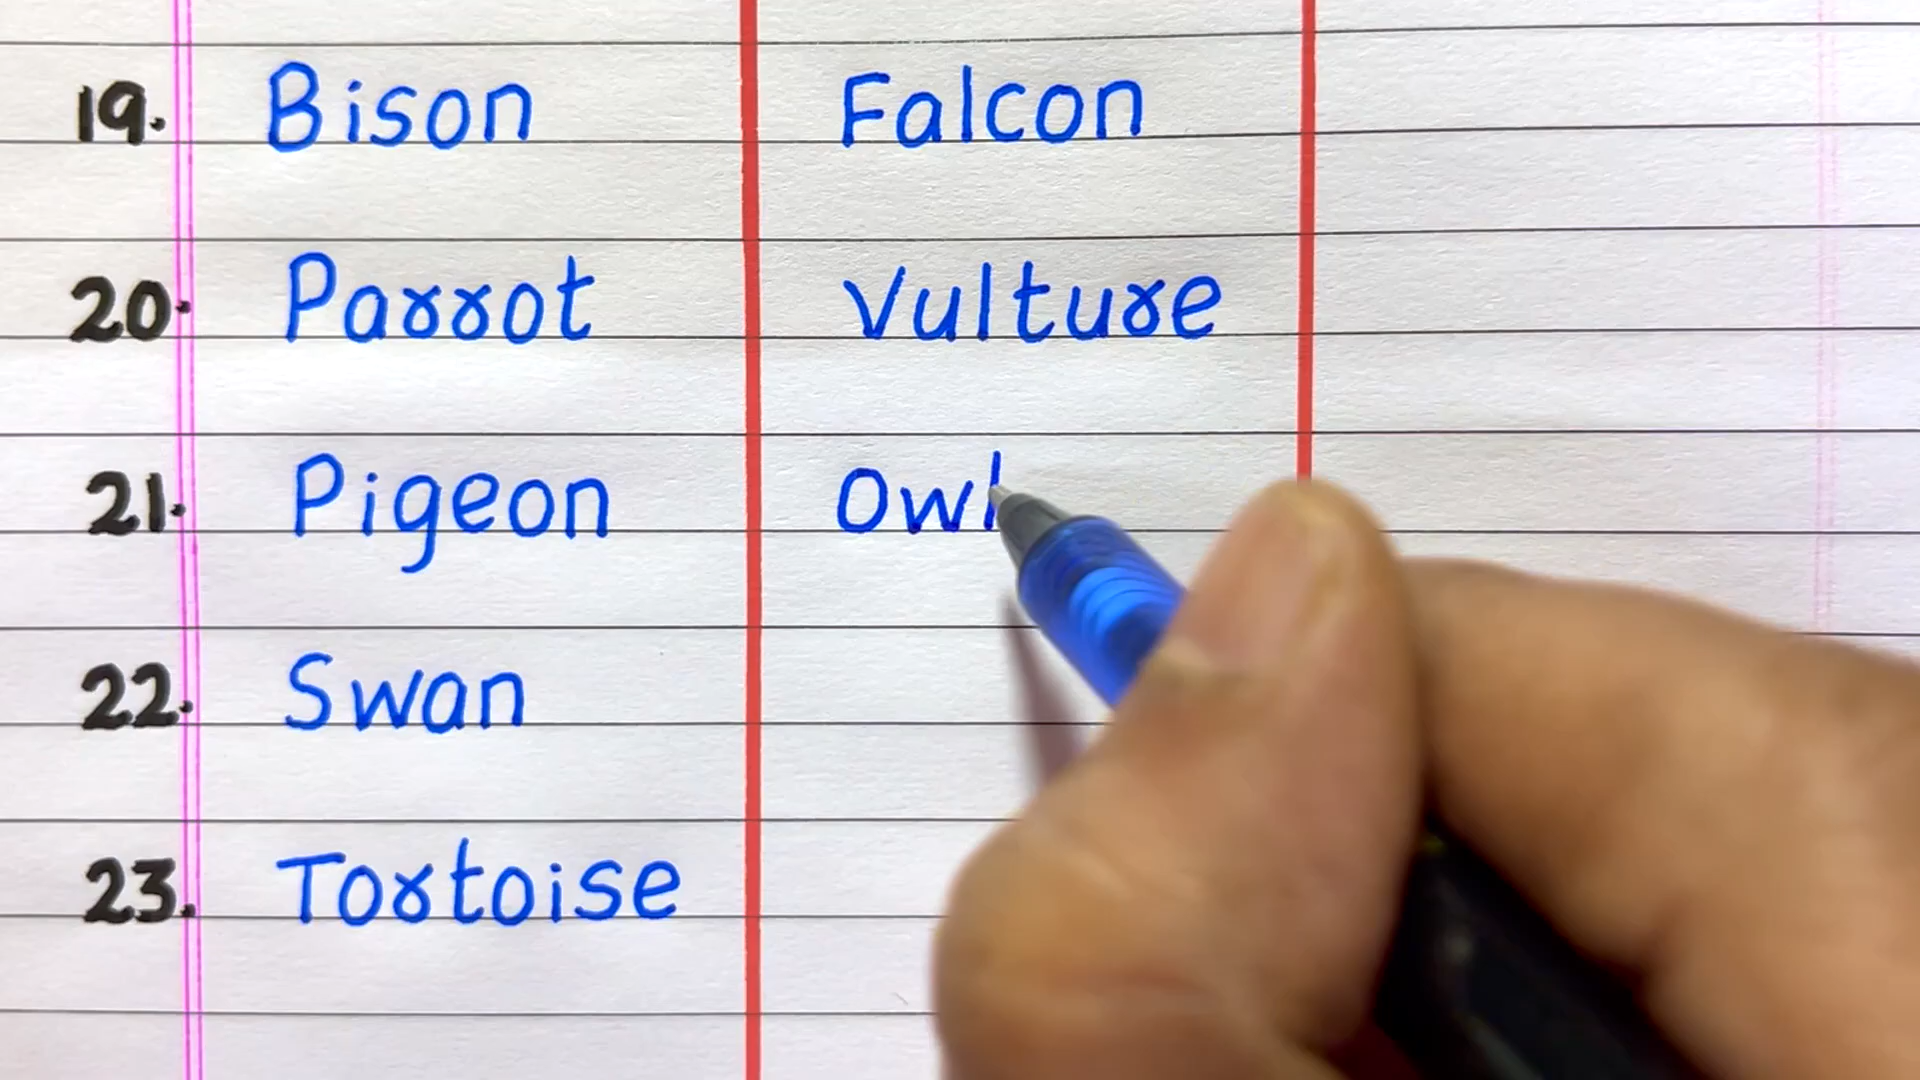 19. Bison Falcon
20. Parrot Vulture
21. Pigeon Owl
22. Swan
23. Tortoise